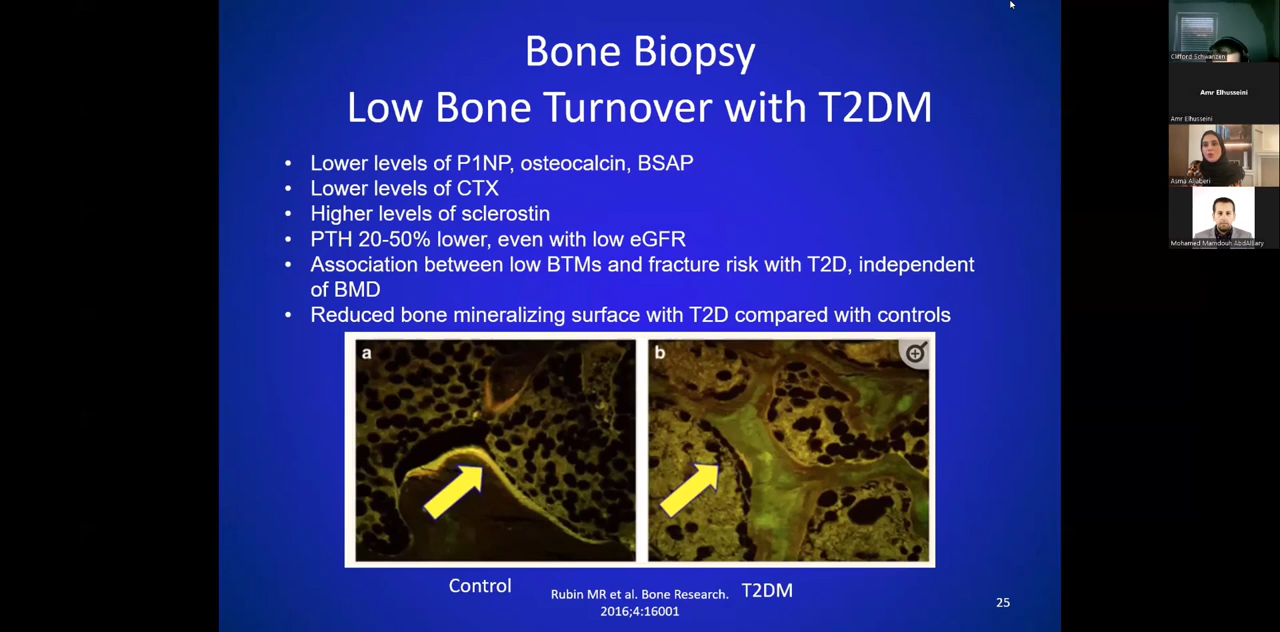 Bone Biopsy
Low Bone Turnover with T2DM
• Lower levels of P1NP, osteocalcin, BSAP
• Lower levels of CTX
• Higher levels of sclerostin
• PTH 20-50% lower, even with low eGFR
• Association between low BTMs and fracture risk with T2D, independent
of BMD
• Reduced bone mineralizing surface with T2D compared with controls
a
b
Control
T2DM
Rubin MR et al. Bone Research.
2016;4:16001
25
Clifford Schwanzen
Amr Elhusseini
Amr Elhusseini
Asma Aljaberi
Mohamed Mamdouh AbdAlBary